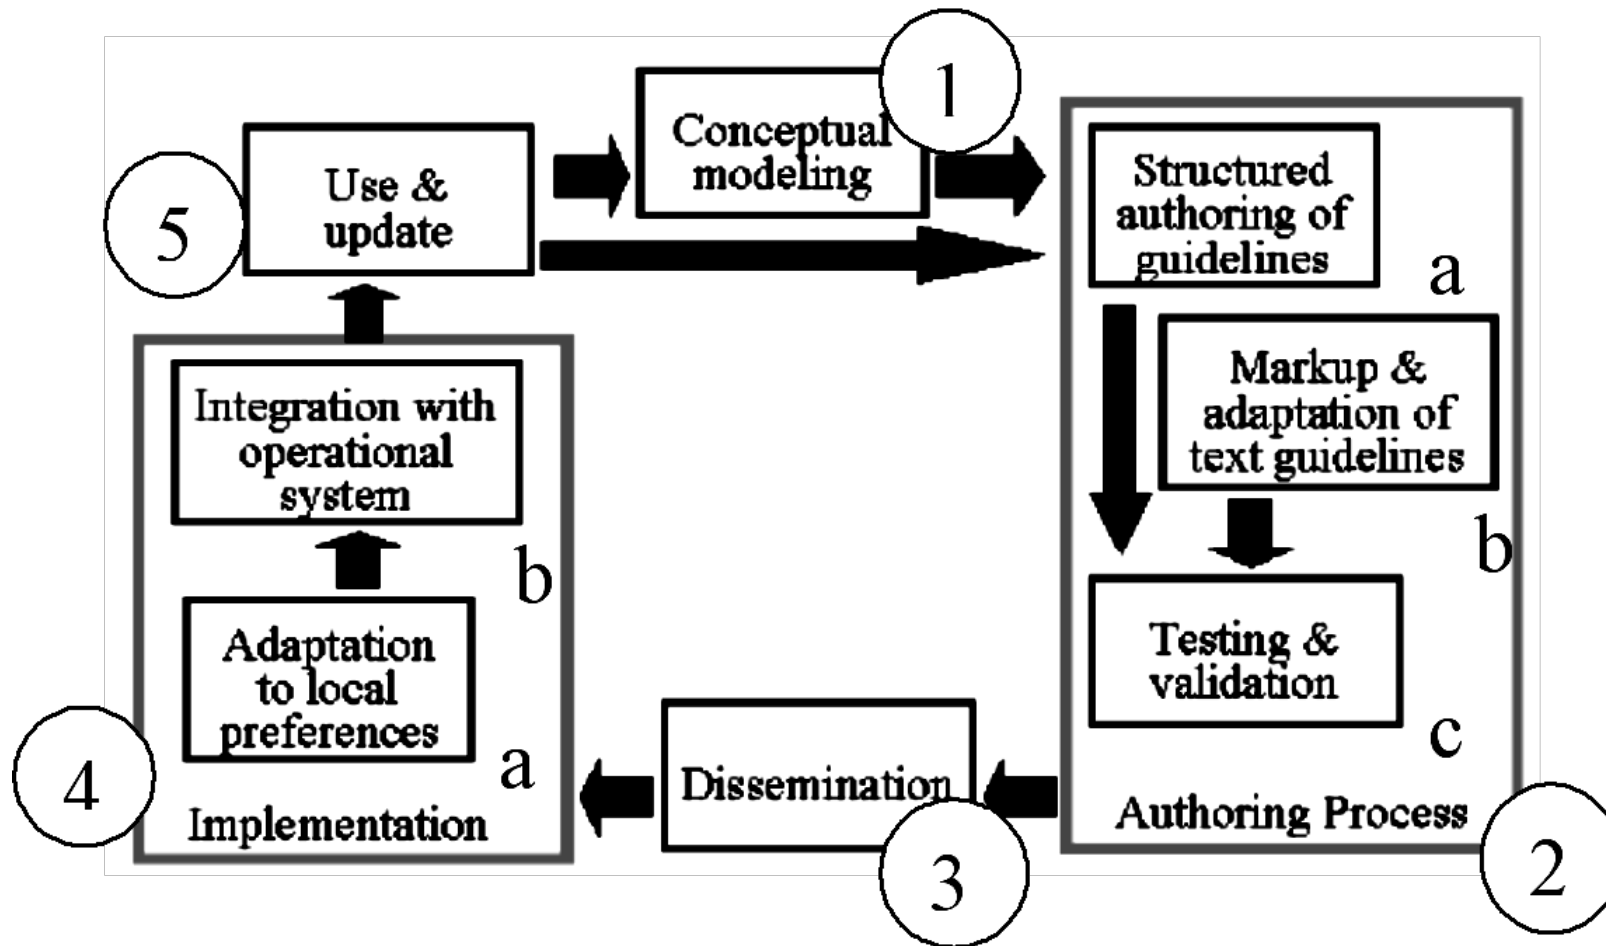 1
Conceptual
modeling
5
Use &
update
Structured
authoring of
guidelines
a
Markup &
adaptation of
text guidelines
b
Testing &
validation
c
Authoring Process
2
Dissemination
3
Integration with
operational
system
b
Adaptation
to local
preferences
a
Implementation
4